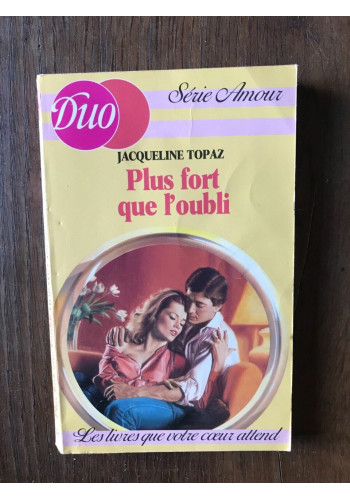 Duo
Série Amour
JACQUELINE TOPAZ
Plus fort
que l'oubli
Les livres que votre cœur attend